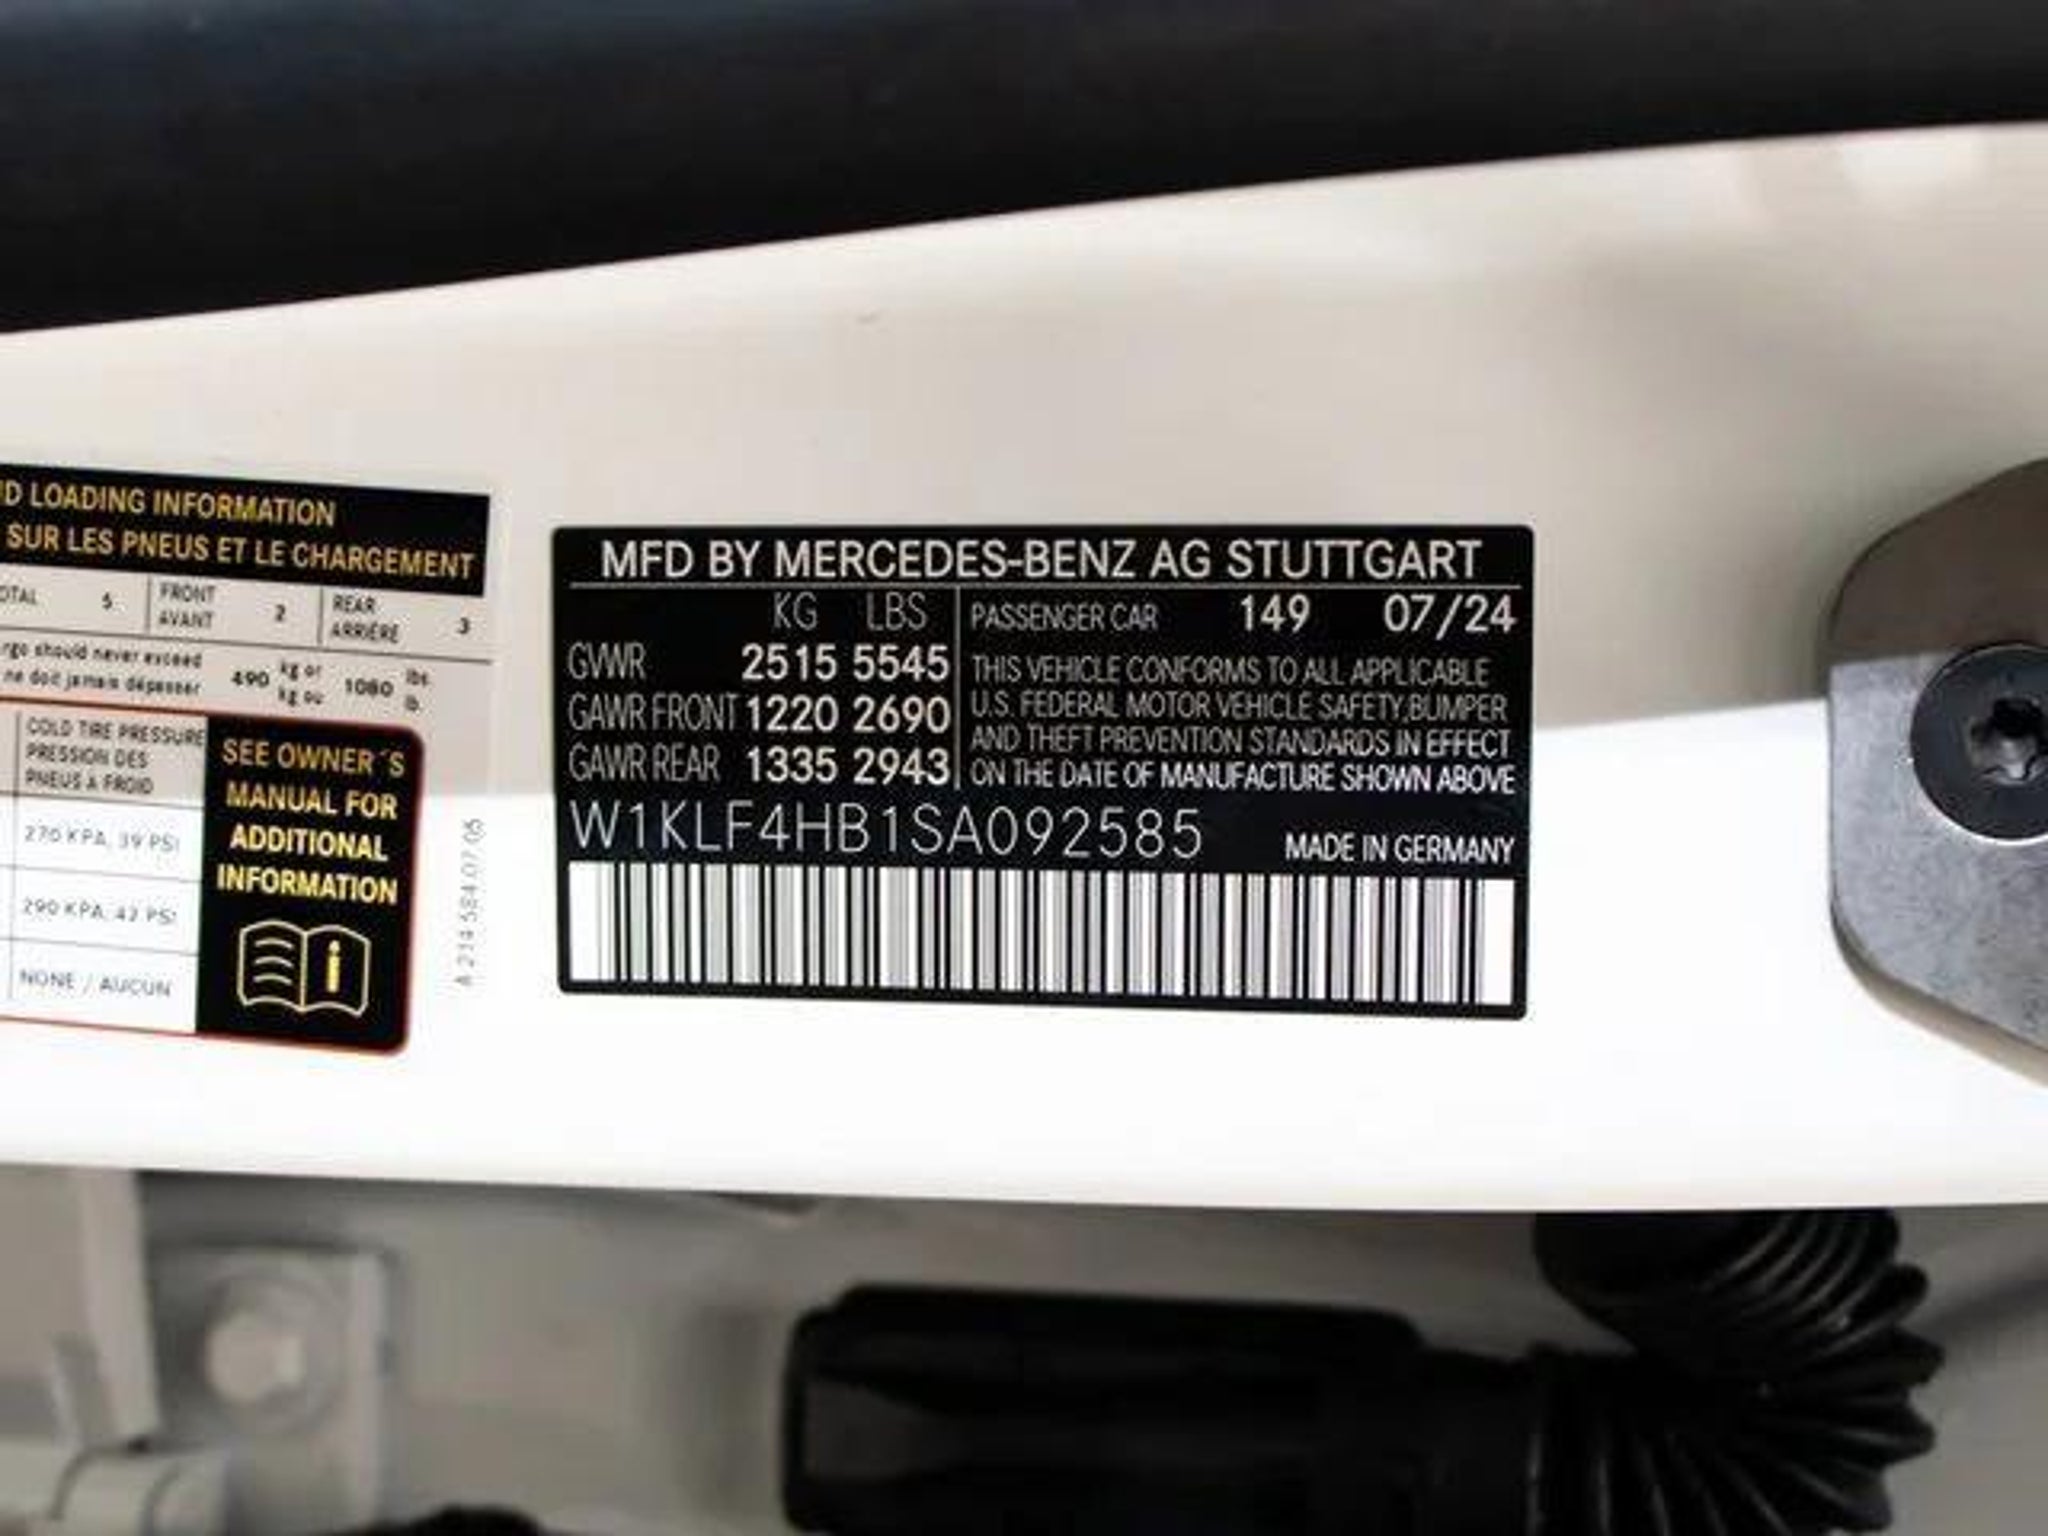 D LOADING INFORMATION
SUR LES PNEUS ET LE CHARGEMENT
OTAL 5 FRONT AVANT 2 REAR ARRIÈRE 3
rgo should never exceed
ne doit jamais dépasser 490 kg or kg ou 1080 lbs lb.
COLD TIRE PRESSURE
PRESSION DES
PNEUS A FROID
270 KPA, 39 PSI
290 KPA, 42 PSI
NONE / AUCUN
SEE OWNER´S
MANUAL FOR
ADDITIONAL
INFORMATION
i
A 214 584 07 05
MFD BY MERCEDES-BENZ AG STUTTGART
KG LBS
GVWR 2515 5545
GAWR FRONT 1220 2690
GAWR REAR 1335 2943
PASSENGER CAR 149 07/24
THIS VEHICLE CONFORMS TO ALL APPLICABLE
U.S. FEDERAL MOTOR VEHICLE SAFETY,BUMPER
AND THEFT PREVENTION STANDARDS IN EFFECT
ON THE DATE OF MANUFACTURE SHOWN ABOVE
W1KLF4HB1SA092585
MADE IN GERMANY